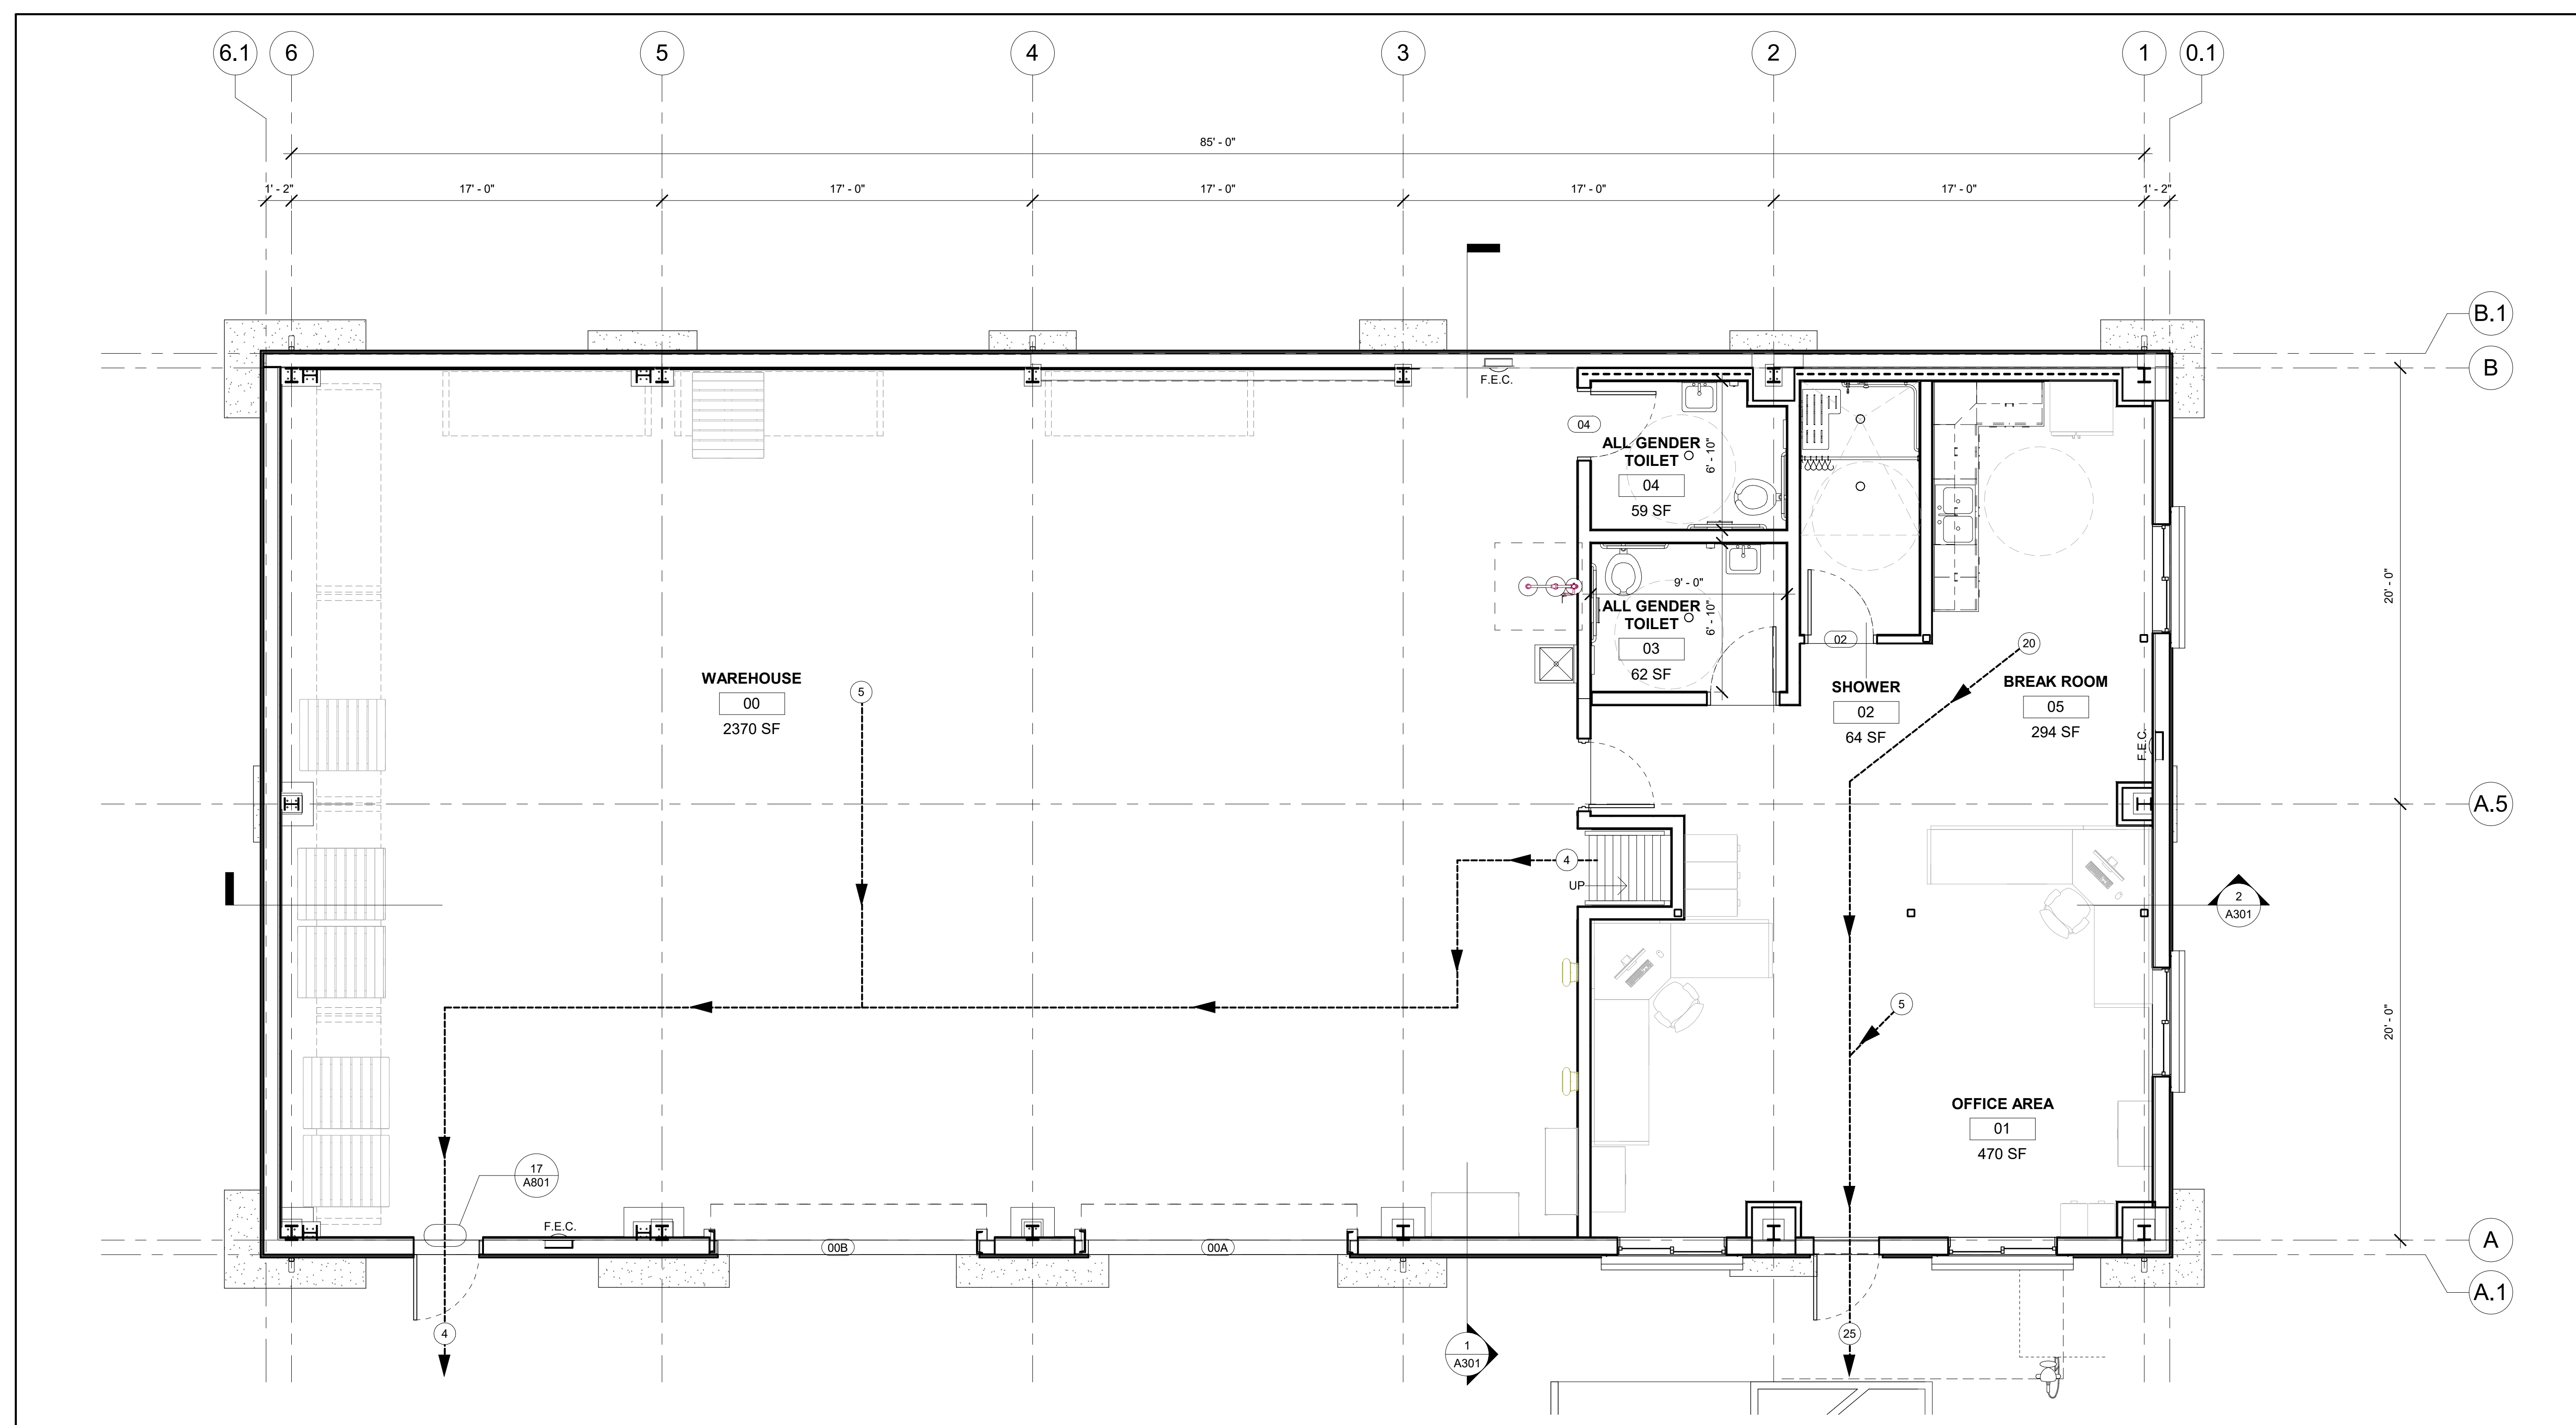 6.1 6 5 4 3 2 1 0.1
85' - 0"
1' - 2" 17' - 0" 17' - 0" 17' - 0" 17' - 0" 17' - 0" 1' - 2"
B.1
B
F.E.C.
04
ALL GENDER
TOILET
04
59 SF
6' - 10"
9' - 0"
ALL GENDER
TOILET
03
62 SF
6' - 10"
20' - 0"
02
20
WAREHOUSE
00
2370 SF
5
SHOWER
02
64 SF
BREAK ROOM
05
294 SF
F.E.C.
A.5
4
UP
2
A301
5
20' - 0"
OFFICE AREA
01
470 SF
17
A801
F.E.C.
00B
00A
A
A.1
4
1
A301
25